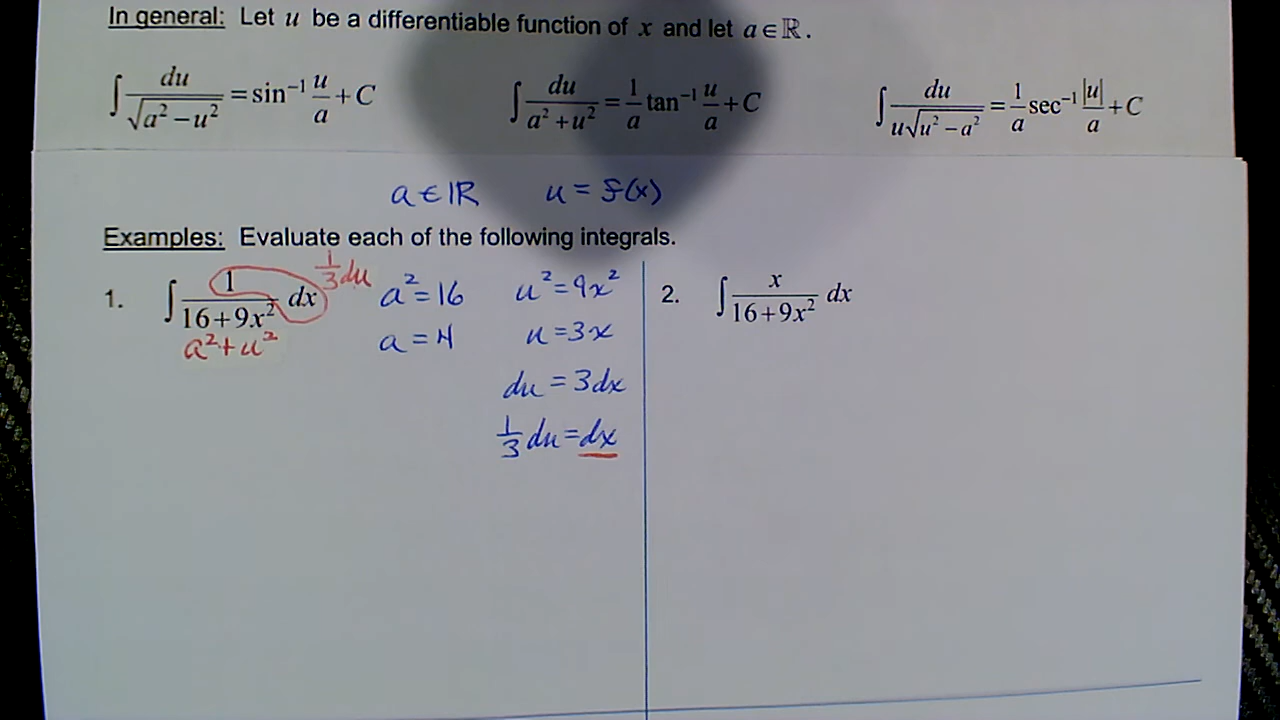 In general: Let u be a differentiable function of x and let a∈ℝ.
∫ du/√(a² − u²) = sin⁻¹ u/a + C
∫ du/(a² + u²) = 1/a tan⁻¹ u/a + C
∫ du/(u√(u² − a²)) = 1/a sec⁻¹ |u|/a + C
a ∈ ℝ u = f(x)
Examples: Evaluate each of the following integrals.
1. ∫ 1/(16+9x²) dx
1/3 du
a² + u²
a² = 16
a = 4
u² = 9x²
u = 3x
du = 3dx
1/3 du = dx
2. ∫ x/(16+9x²) dx